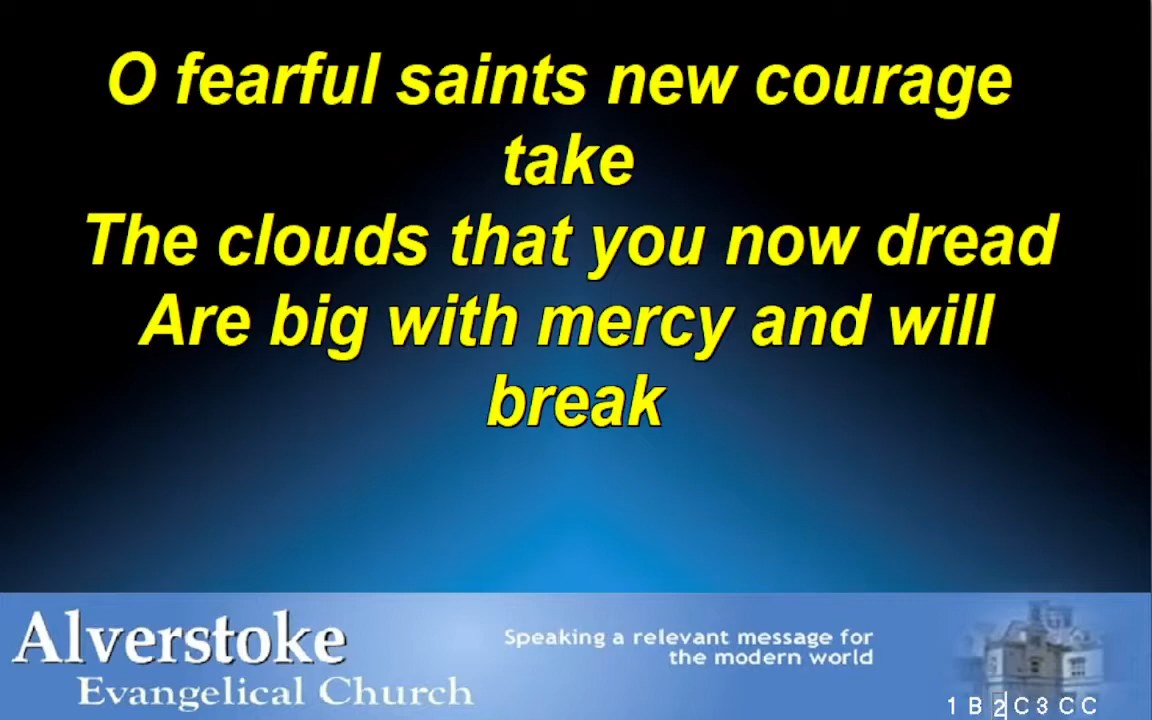 O fearful saints new courage
take
The clouds that you now dread
Are big with mercy and will
break
Alverstoke
Evangelical Church
Speaking a relevant message for
the modern world
1 B 2 C 3 C C